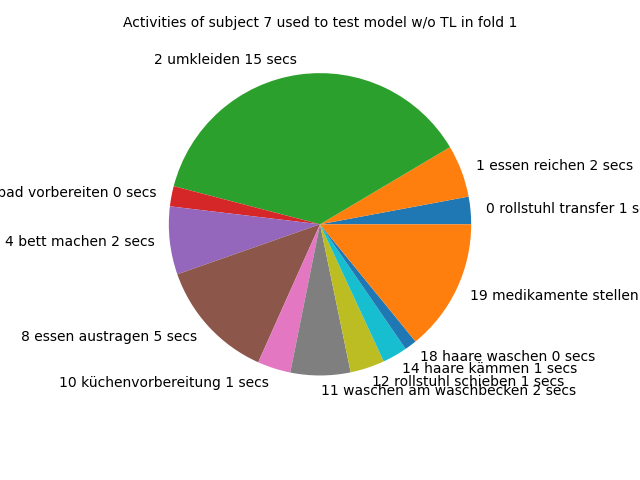 Activities of subject 7 used to test model w/o TL in fold 1
2 umkleiden 15 secs
1 essen reichen 2 secs
bad vorbereiten 0 secs
0 rollstuhl transfer 1 s
4 bett machen 2 secs
19 medikamente stellen
8 essen austragen 5 secs
18 haare waschen 0 secs
14 haare kämmen 1 secs
10 küchenvorbereitung 1 secs
12 rollstuhl schieben 1 secs
11 waschen am waschbecken 2 secs